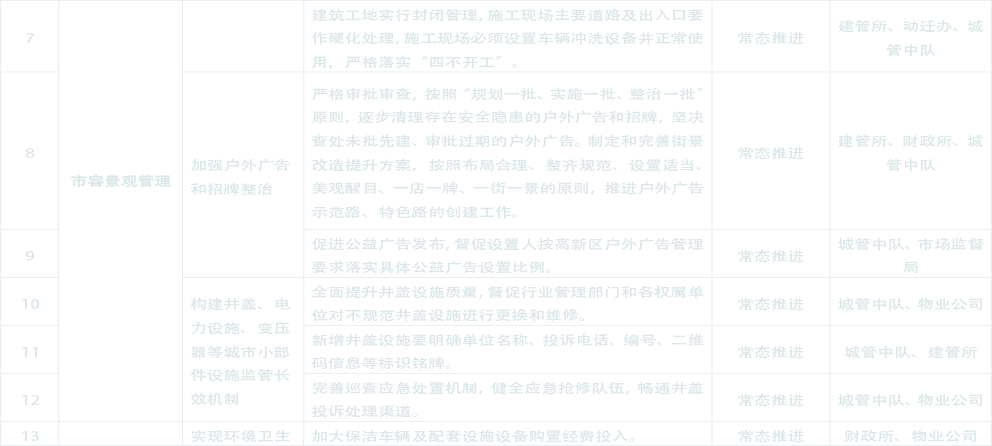 7
建筑工地实行封闭管理,施工现场主要道路及出入口要
作硬化处理,施工现场必须设置车辆冲洗设备并正常使
用，严格落实“四不开工”。
常态推进
建管所、动迁办、城
管中队
8
市容景观管理
加强户外广告
和招牌整治
严格审批审查，按照“规划一批、实施一批、整治一批”
原则，逐步清理存在安全隐患的户外广告和招牌，坚决
查处未批先建、审批过期的户外广告。制定和完善街景
改造提升方案，按照布局合理、整齐规范、设置适当、
美观醒目、一店一牌、一街一景的原则，推进户外广告
示范路、特色路的创建工作。
常态推进
建管所、财政所、城
管中队
9
促进公益广告发布,督促设置人按高新区户外广告管理
要求落实具体公益广告设置比例。
常态推进
城管中队、市场监督
局
10
构建井盖、电
力设施、变压
器等城市小部
件设施监管长
效机制
全面提升井盖设施质量,督促行业管理部门和各权属单
位对不规范井盖设施进行更换和维修。
常态推进
城管中队、物业公司
11
新增井盖设施要明确单位名称、投诉电话、编号、二维
码信息等标识铭牌。
常态推进
城管中队、建管所
12
完善巡查应急处置机制，健全应急抢修队伍，畅通井盖
投诉处理渠道。
常态推进
城管中队、物业公司
13
实现环境卫生
加大保洁车辆及配套设施设备购置经费投入。
常态推进
财政所、物业公司